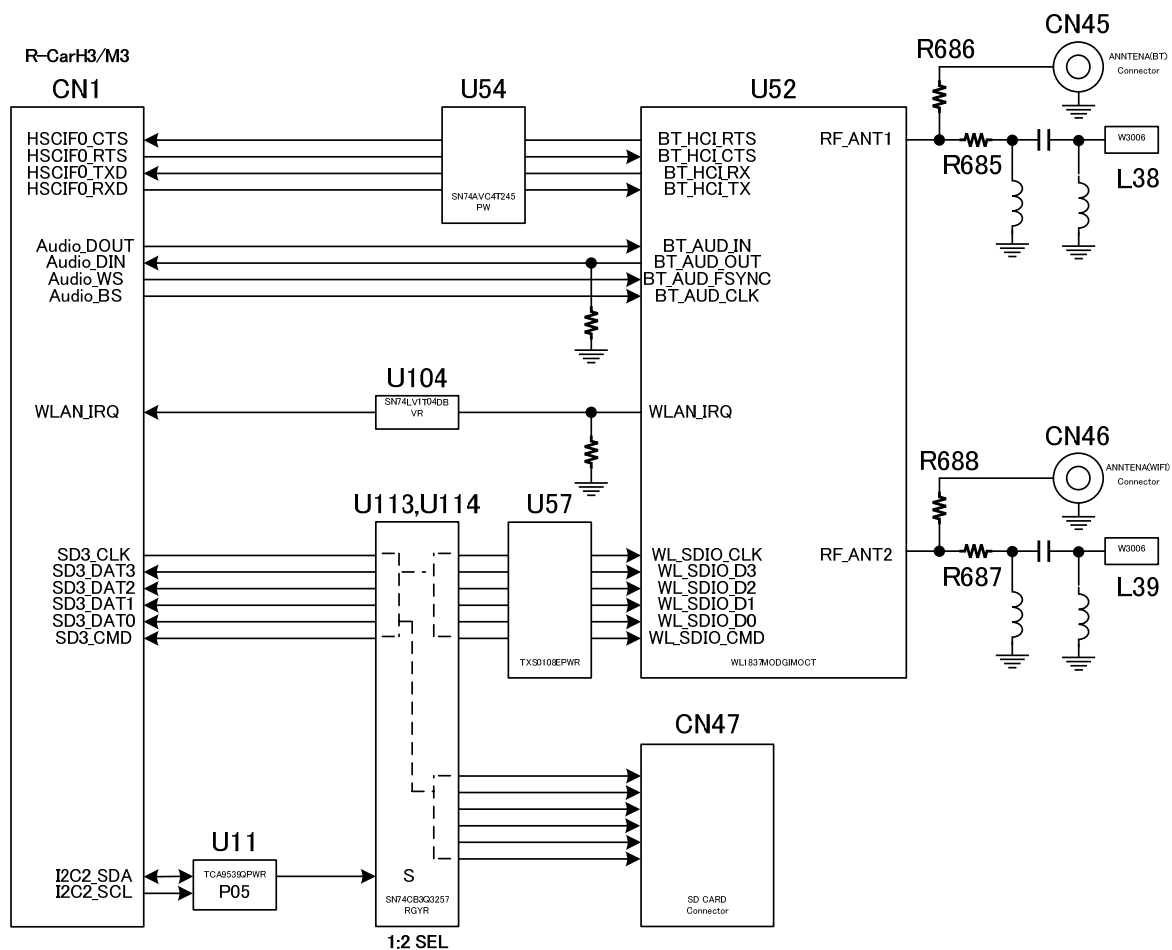 R-CarH3/M3
CN1
HSCIF0_CTS
HSCIF0_RTS
HSCIF0_TXD
HSCIF0_RXD
Audio_DOUT
Audio_DIN
Audio_WS
Audio_BS
WLAN_IRQ
SD3_CLK
SD3_DAT3
SD3_DAT2
SD3_DAT1
SD3_DAT0
SD3_CMD
I2C2_SDA
I2C2_SCL
U54
SN74AVC4T245
PW
U104
SN74LV1T04DB
VR
U113,U114
S
SN74CB3Q3257
RGYR
1:2 SEL
U57
TXS0108EPWR
U11
TCA9539QPWR
P05
U52
BT_HCI_RTS
BT_HCI_CTS
BT_HCI_RX
BT_HCI_TX
BT_AUD_IN
BT_AUD_OUT
BT_AUD_FSYNC
BT_AUD_CLK
WLAN_IRQ
WL_SDIO_CLK
WL_SDIO_D3
WL_SDIO_D2
WL_SDIO_D1
WL_SDIO_D0
WL_SDIO_CMD
RF_ANT1
RF_ANT2
WL1837MODGIMOCT
CN47
SD CARD
Connector
R686
CN45
ANNTENA(BT)
Connector
R685
W3006
L38
R688
CN46
ANNTENA(WIFI)
Connector
R687
W3006
L39